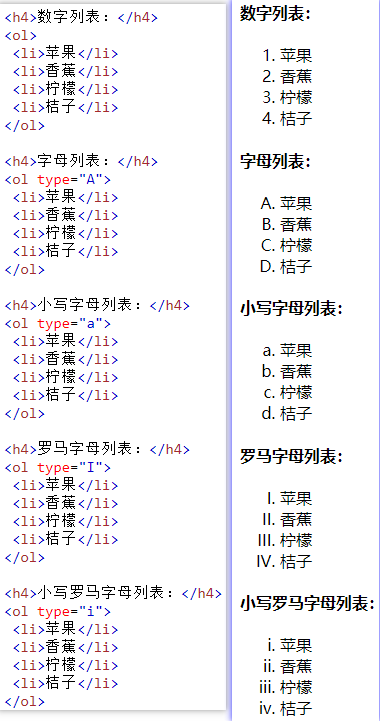 <h4>数字列表：</h4>
<ol>
<li>苹果</li>
<li>香蕉</li>
<li>柠檬</li>
<li>桔子</li>
</ol>
<h4>字母列表：</h4>
<ol type="A">
<li>苹果</li>
<li>香蕉</li>
<li>柠檬</li>
<li>桔子</li>
</ol>
<h4>小写字母列表：</h4>
<ol type="a">
<li>苹果</li>
<li>香蕉</li>
<li>柠檬</li>
<li>桔子</li>
</ol>
<h4>罗马字母列表：</h4>
<ol type="I">
<li>苹果</li>
<li>香蕉</li>
<li>柠檬</li>
<li>桔子</li>
</ol>
<h4>小写罗马字母列表：</h4>
<ol type="i">
<li>苹果</li>
<li>香蕉</li>
<li>柠檬</li>
<li>桔子</li>
</ol>
数字列表：
1. 苹果
2. 香蕉
3. 柠檬
4. 桔子
字母列表：
A. 苹果
B. 香蕉
C. 柠檬
D. 桔子
小写字母列表：
a. 苹果
b. 香蕉
c. 柠檬
d. 桔子
罗马字母列表：
I. 苹果
II. 香蕉
III. 柠檬
IV. 桔子
小写罗马字母列表：
i. 苹果
ii. 香蕉
iii. 柠檬
iv. 桔子